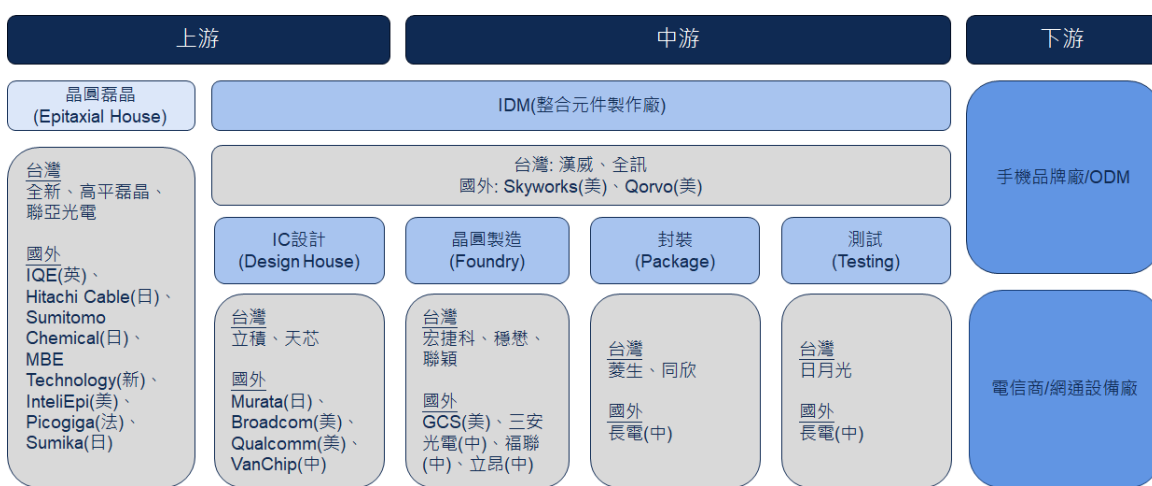 上游
中游
下游
晶圓磊晶
(Epitaxial House)
IDM(整合元件製作廠)
台灣
全新、高平磊晶、
聯亞光電
國外
IQE(英)、
Hitachi Cable(日)、
Sumitomo
Chemical(日)、
MBE
Technology(新)、
InteliEpi(美)、
Picogiga(法)、
Sumika(日)
台灣: 漢威、全訊
國外: Skyworks(美)、Qorvo(美)
IC設計
(Design House)
台灣
立積、天芯
國外
Murata(日)、
Broadcom(美)、
Qualcomm(美)、
VanChip(中)
晶圓製造
(Foundry)
台灣
宏捷科、穩懋、
聯穎
國外
GCS(美)、三安
光電(中)、福聯
(中)、立昂(中)
封裝
(Package)
台灣
菱生、同欣
國外
長電(中)
測試
(Testing)
台灣
日月光
國外
長電(中)
手機品牌廠/ODM
電信商/網通設備廠